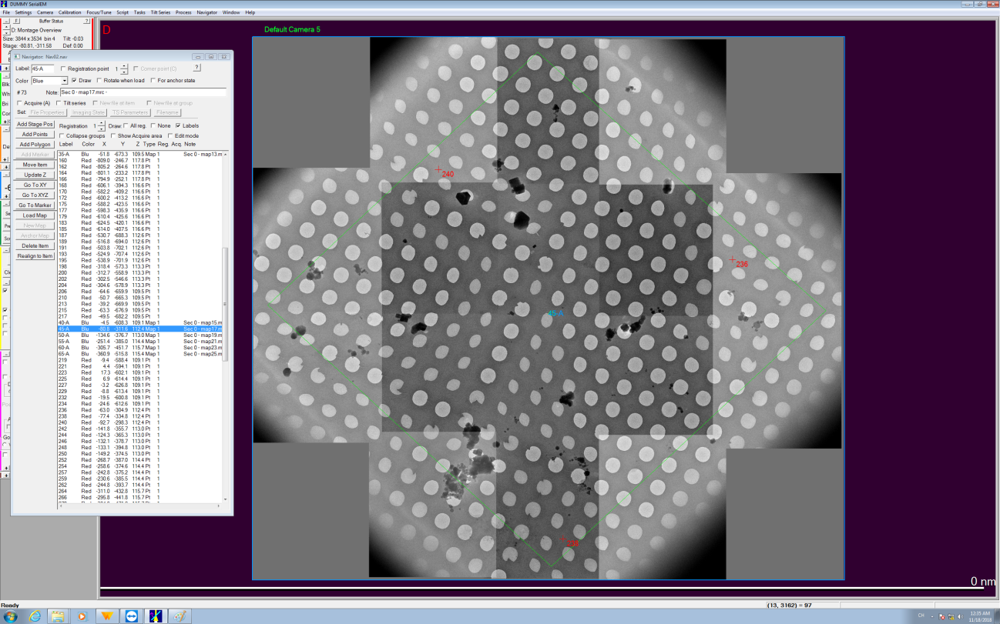 DUMMY SerialEM
File Settings Camera Calibration Focus/Tune Script Tasks Tilt Series Process Navigator Window Help
Buffer Status
D: Montage Overview
Size: 3844 x 3534 bin 4 Tilt -0.03
Stage: -80.81, -311.58 Def: 0.00
D
Default Camera 5
Navigator: Nav02.nav
Label: 45-A Registration point 1 Corner point (C) ?
Color Blue Draw Rotate when load For anchor state
# 73 Note: Sec 0 - map17.mrc -
Acquire (A) Tilt series New file at item New file at group
Set: File Properties Imaging State TS Parameters Filename
Add Stage Pos
Add Points
Add Polygon
Add Marker
Move Item
Update Z
Go To XY
Go To XYZ
Go To Marker
Load Map
New Map
Anchor Map
Delete Item
Realign to Item
Registration 1 Draw: All reg. None Labels
Collapse groups Show Acquire area Edit mode
Label Color X Y Z Type Reg. Acq. Note
35-A Blu -51.8 -673.3 109.5 Map 1 Sec 0 - map13.m
160 Red -809.0 -246.7 117.8 Pt 1
162 Red -805.2 -264.6 117.8 Pt 1
164 Red -801.1 -233.2 117.8 Pt 1
166 Red -794.9 -252.1 117.8 Pt 1
168 Red -606.1 -394.3 116.6 Pt 1
170 Red -582.2 -409.2 116.6 Pt 1
172 Red -600.2 -413.2 116.6 Pt 1
175 Red -588.2 -423.5 116.6 Pt 1
177 Red -598.3 -435.9 116.6 Pt 1
179 Red -610.4 -425.6 116.6 Pt 1
183 Red -624.5 -420.1 116.6 Pt 1
185 Red -614.0 -407.5 116.6 Pt 1
187 Red -530.7 -688.3 112.6 Pt 1
189 Red -516.8 -694.0 112.6 Pt 1
191 Red -503.8 -702.1 112.6 Pt 1
193 Red -524.9 -707.4 112.6 Pt 1
195 Red -538.9 -701.9 112.6 Pt 1
198 Red -318.4 -573.3 113.3 Pt 1
200 Red -312.7 -558.9 113.3 Pt 1
202 Red -302.5 -546.6 113.3 Pt 1
204 Red -304.6 -578.9 113.3 Pt 1
206 Red -64.6 -659.9 109.5 Pt 1
210 Red -50.7 -665.3 109.5 Pt 1
213 Red -39.2 -669.9 109.5 Pt 1
215 Red -63.3 -676.9 109.5 Pt 1
217 Red -49.5 -682.2 109.5 Pt 1
40-A Blu -4.5 -608.3 109.1 Map 1 Sec 0 - map15.m
45-A Blu -80.8 -311.6 112.4 Map 1 Sec 0 - map17.m
50-A Blu -134.6 -376.7 113.0 Map 1 Sec 0 - map19.m
55-A Blu -251.4 -385.0 114.4 Map 1 Sec 0 - map21.m
60-A Blu -305.7 -451.7 115.7 Map 1 Sec 0 - map23.m
65-A Blu -360.9 -515.8 115.4 Map 1 Sec 0 - map25.m
219 Red -9.4 -588.4 109.1 Pt 1
221 Red 4.4 -594.1 109.1 Pt 1
223 Red 17.3 -602.1 109.1 Pt 1
225 Red 6.9 -614.4 109.1 Pt 1
227 Red -3.2 -626.8 109.1 Pt 1
229 Red -8.8 -613.4 109.1 Pt 1
232 Red -19.5 -600.8 109.1 Pt 1
234 Red -24.6 -612.6 109.1 Pt 1
236 Red -63.0 -304.9 112.4 Pt 1
238 Red -77.4 -334.8 112.4 Pt 1
240 Red -92.7 -298.3 112.4 Pt 1
242 Red -141.8 -355.7 113.0 Pt 1
244 Red -124.3 -365.3 113.0 Pt 1
246 Red -132.1 -378.7 113.0 Pt 1
248 Red -133.1 -394.8 113.0 Pt 1
250 Red -149.2 -374.5 113.0 Pt 1
252 Red -268.7 -387.0 114.4 Pt 1
254 Red -258.6 -374.6 114.4 Pt 1
257 Red -242.8 -375.2 114.4 Pt 1
259 Red -230.6 -385.5 114.4 Pt 1
262 Red -244.8 -393.7 114.4 Pt 1
264 Red -311.0 -432.8 115.7 Pt 1
266 Red -295.8 -441.8 115.7 Pt 1
240
236
45-A
0 nm
Ready
(13, 3162) = 97
CH
12:35 AM
11/18/2018